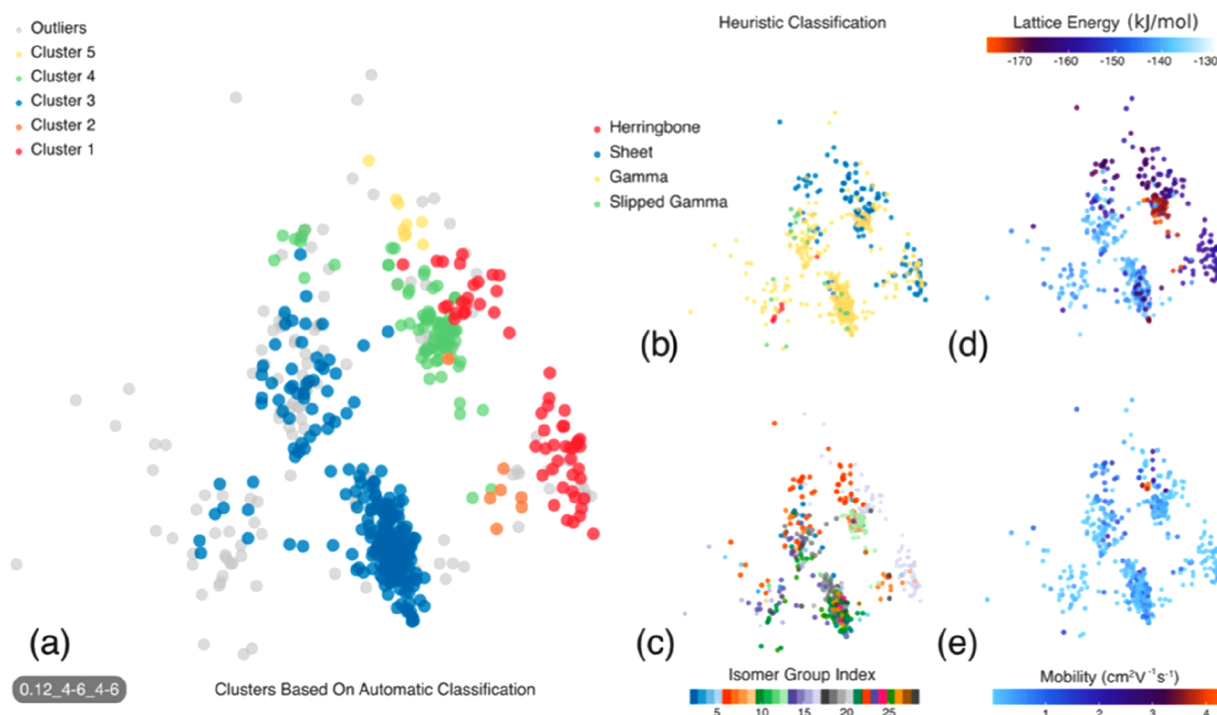 Outliers
Cluster 5
Cluster 4
Cluster 3
Cluster 2
Cluster 1
(a)
0.12_4-6_4-6
Clusters Based On Automatic Classification
Heuristic Classification
Herringbone
Sheet
Gamma
Slipped Gamma
(b)
Lattice Energy (kJ/mol)
-170 -160 -150 -140 -130
(d)
(c)
Isomer Group Index
5 10 15 20 25
(e)
Mobility (cm²V⁻¹s⁻¹)
1 2 3 4